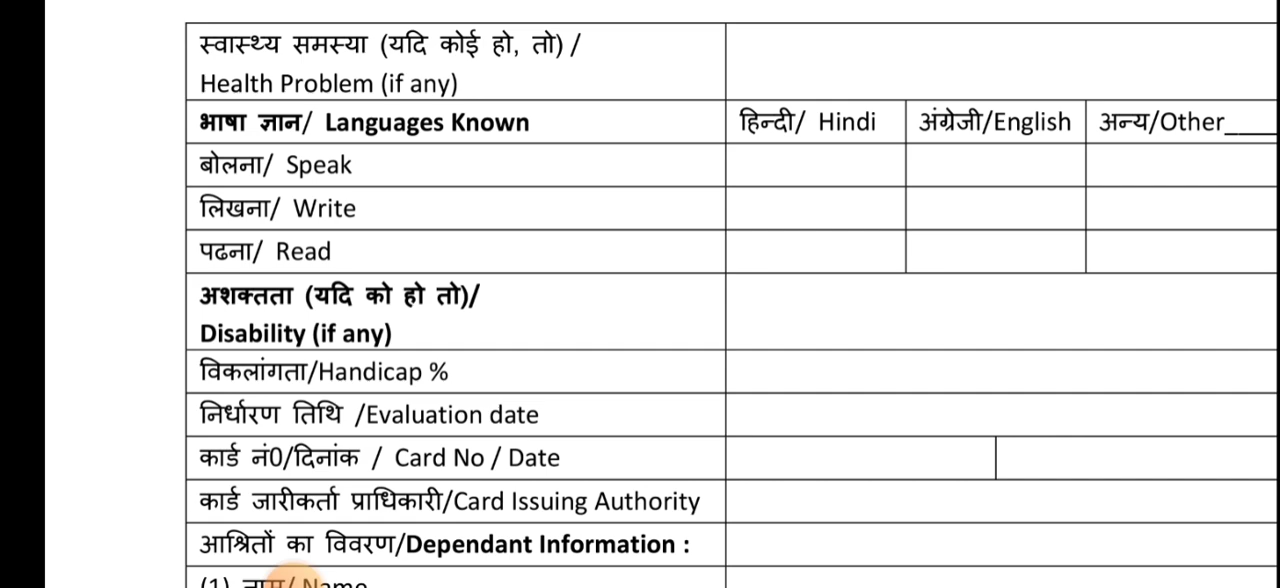 स्वास्थ्य समस्या (यदि कोई हो, तो) /
Health Problem (if any)
भाषा ज्ञान/ Languages Known
हिन्दी/ Hindi
अंग्रेजी/English
अन्य/Other____
बोलना/ Speak
लिखना/ Write
पढना/ Read
अशक्तता (यदि को हो तो)/
Disability (if any)
विकलांगता/Handicap %
निर्धारण तिथि /Evaluation date
कार्ड नं0/दिनांक / Card No / Date
कार्ड जारीकर्ता प्राधिकारी/Card Issuing Authority
आश्रितों का विवरण/Dependant Information :
(1) नाम/ Name